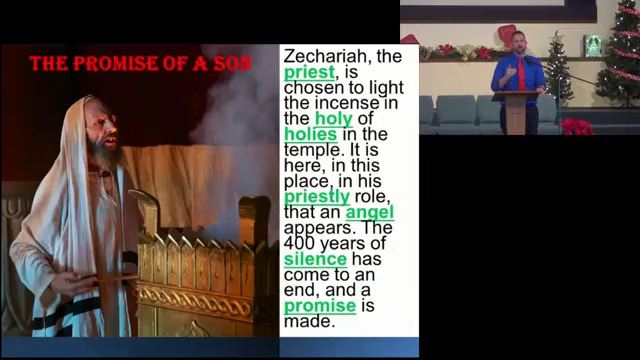 THE PROMISE OF A SON
Zechariah, the
priest, is
chosen to light
the incense in
the holy of
holies in the
temple. It is
here, in this
place, in his
priestly role,
that an angel
appears. The
400 years of
silence has
come to an
end, and a
promise is
made.